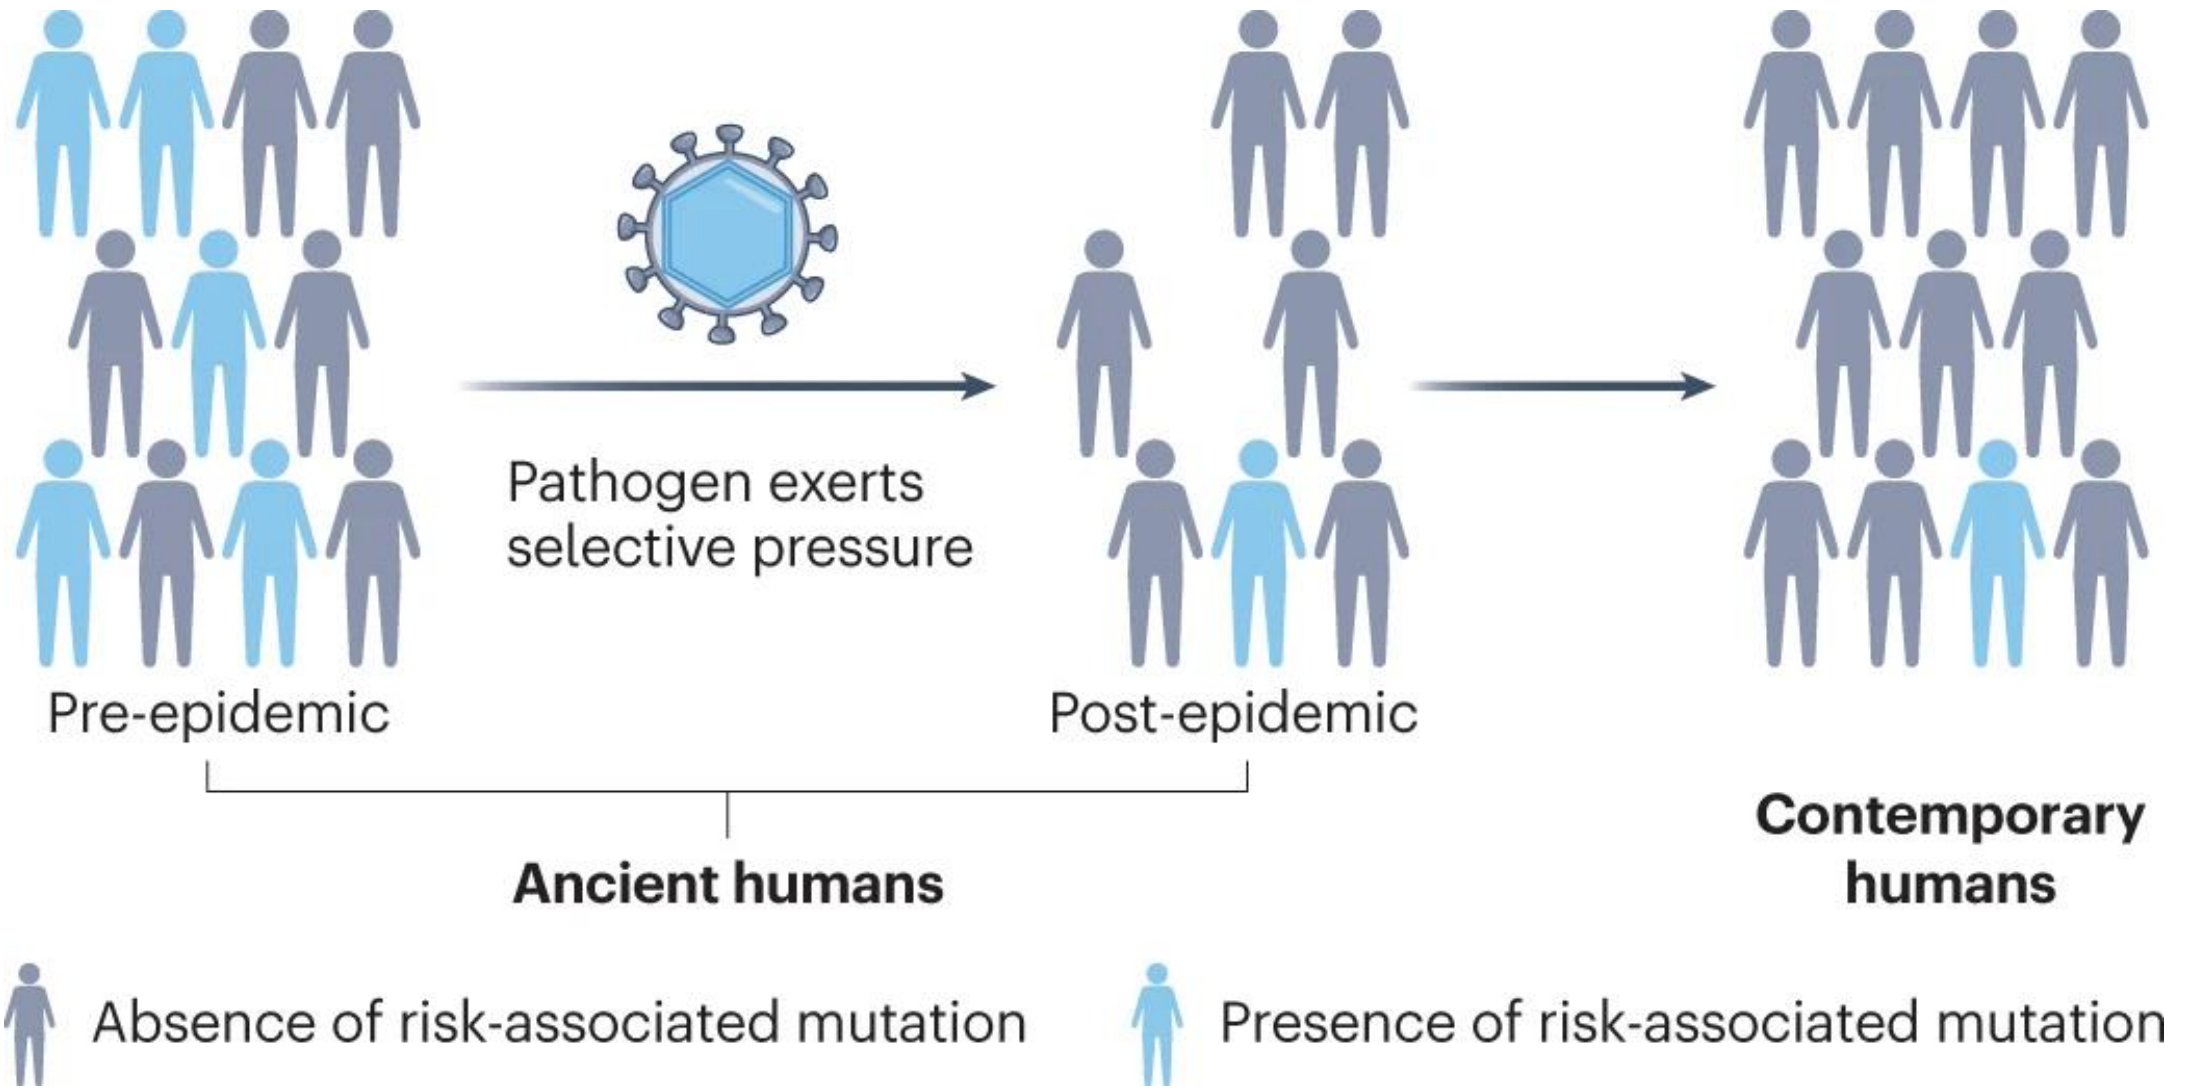 Pathogen exerts
selective pressure
Pre-epidemic
Post-epidemic
Ancient humans
Contemporary
humans
Absence of risk-associated mutation
Presence of risk-associated mutation